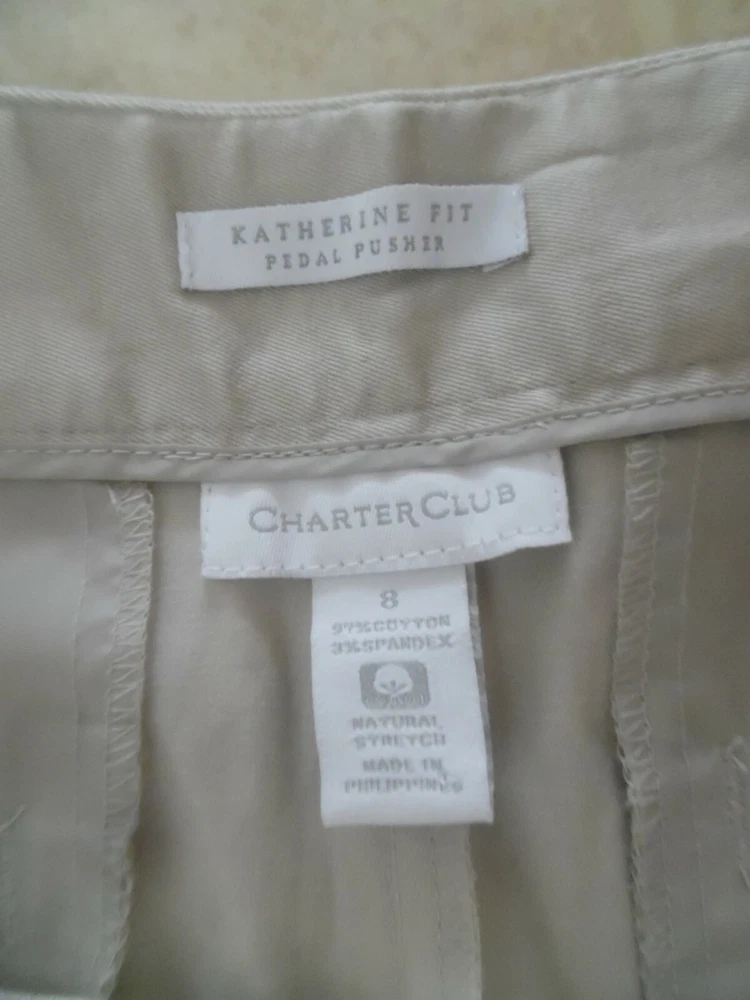 KATHERINE FIT
PEDAL PUSHER
CHARTER CLUB
8
97% COTTON
3% SPANDEX
NATURAL
STRETCH
MADE IN
PHILIPPINES